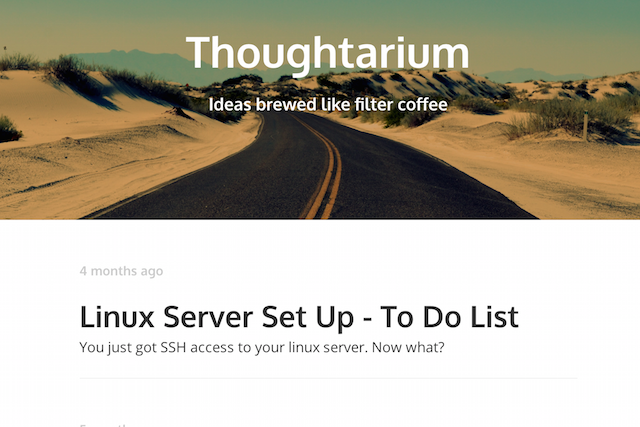 Thoughtarium
Ideas brewed like filter coffee
4 months ago
Linux Server Set Up - To Do List
You just got SSH access to your linux server. Now what?